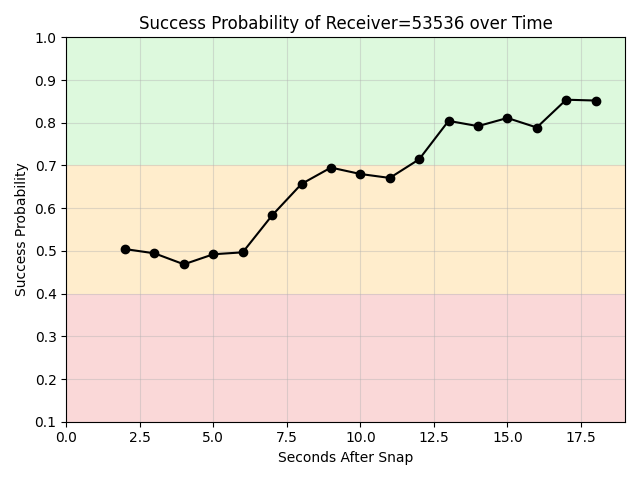 Success Probability of Receiver=53536 over Time
1.0
0.9
0.8
0.7
0.6
0.5
0.4
0.3
0.2
0.1
Success Probability
0.0 2.5 5.0 7.5 10.0 12.5 15.0 17.5
Seconds After Snap